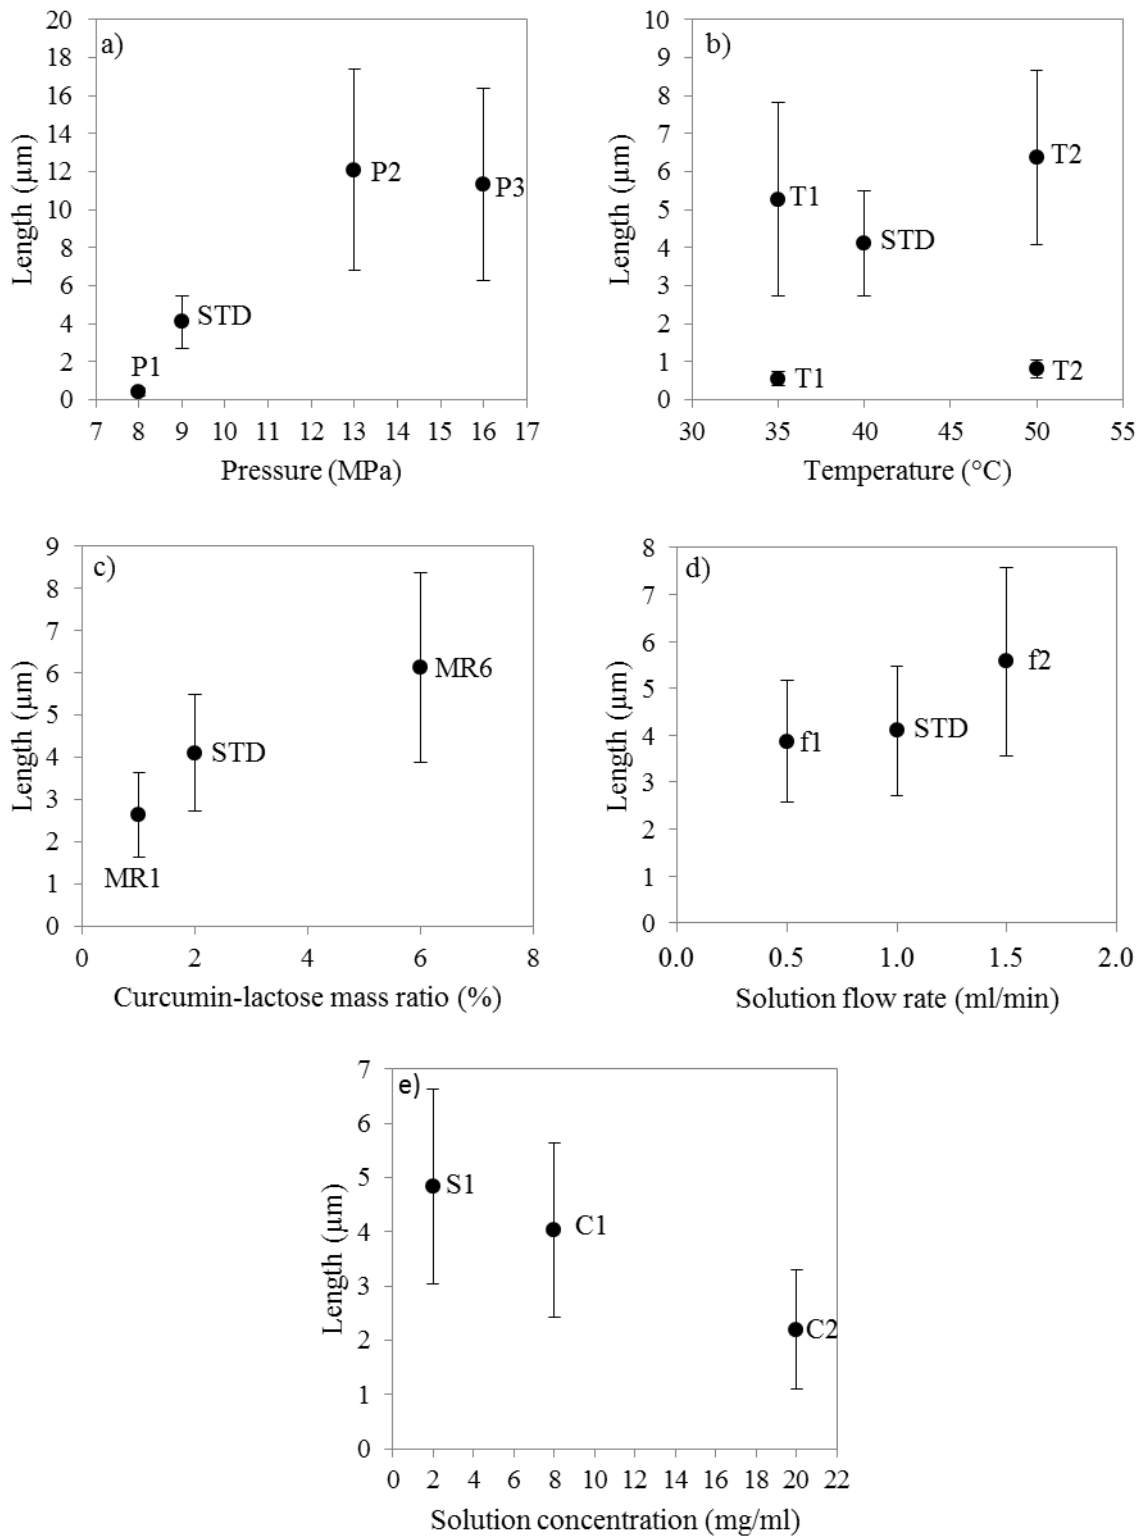 a)
20
18
16
14
12
10
8
6
4
2
0
Length (µm)
P1
STD
P2
P3
7 8 9 10 11 12 13 14 15 16 17
Pressure (MPa)
b)
10
9
8
7
6
5
4
3
2
1
0
Length (µm)
T1
STD
T2
T1
T2
30 35 40 45 50 55
Temperature (°C)
c)
9
8
7
6
5
4
3
2
1
0
Length (µm)
MR6
STD
MR1
0 2 4 6 8
Curcumin-lactose mass ratio (%)
d)
8
7
6
5
4
3
2
1
0
Length (µm)
f1
STD
f2
0.0 0.5 1.0 1.5 2.0
Solution flow rate (ml/min)
e)
7
6
5
4
3
2
1
0
Length (µm)
S1
C1
C2
0 2 4 6 8 10 12 14 16 18 20 22
Solution concentration (mg/ml)